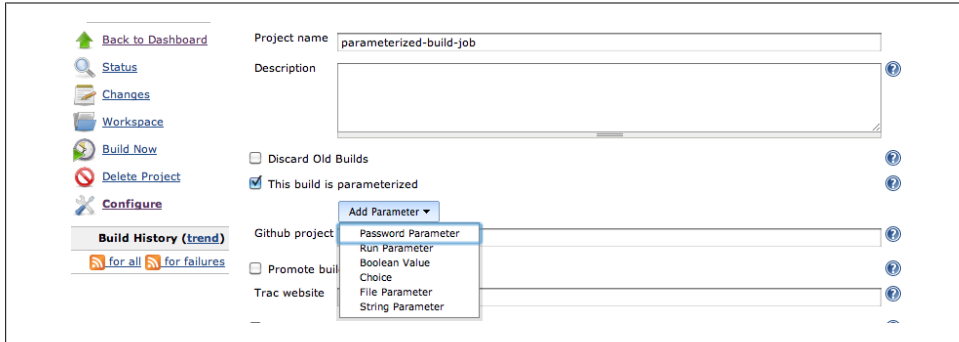 Back to Dashboard
Status
Changes
Workspace
Build Now
Delete Project
Configure
Build History (trend)
for all for failures
Project name parameterized-build-job
Description
Discard Old Builds
This build is parameterized
Add Parameter
Github project
Password Parameter
Run Parameter
Boolean Value
Choice
File Parameter
String Parameter
Promote buil
Trac website